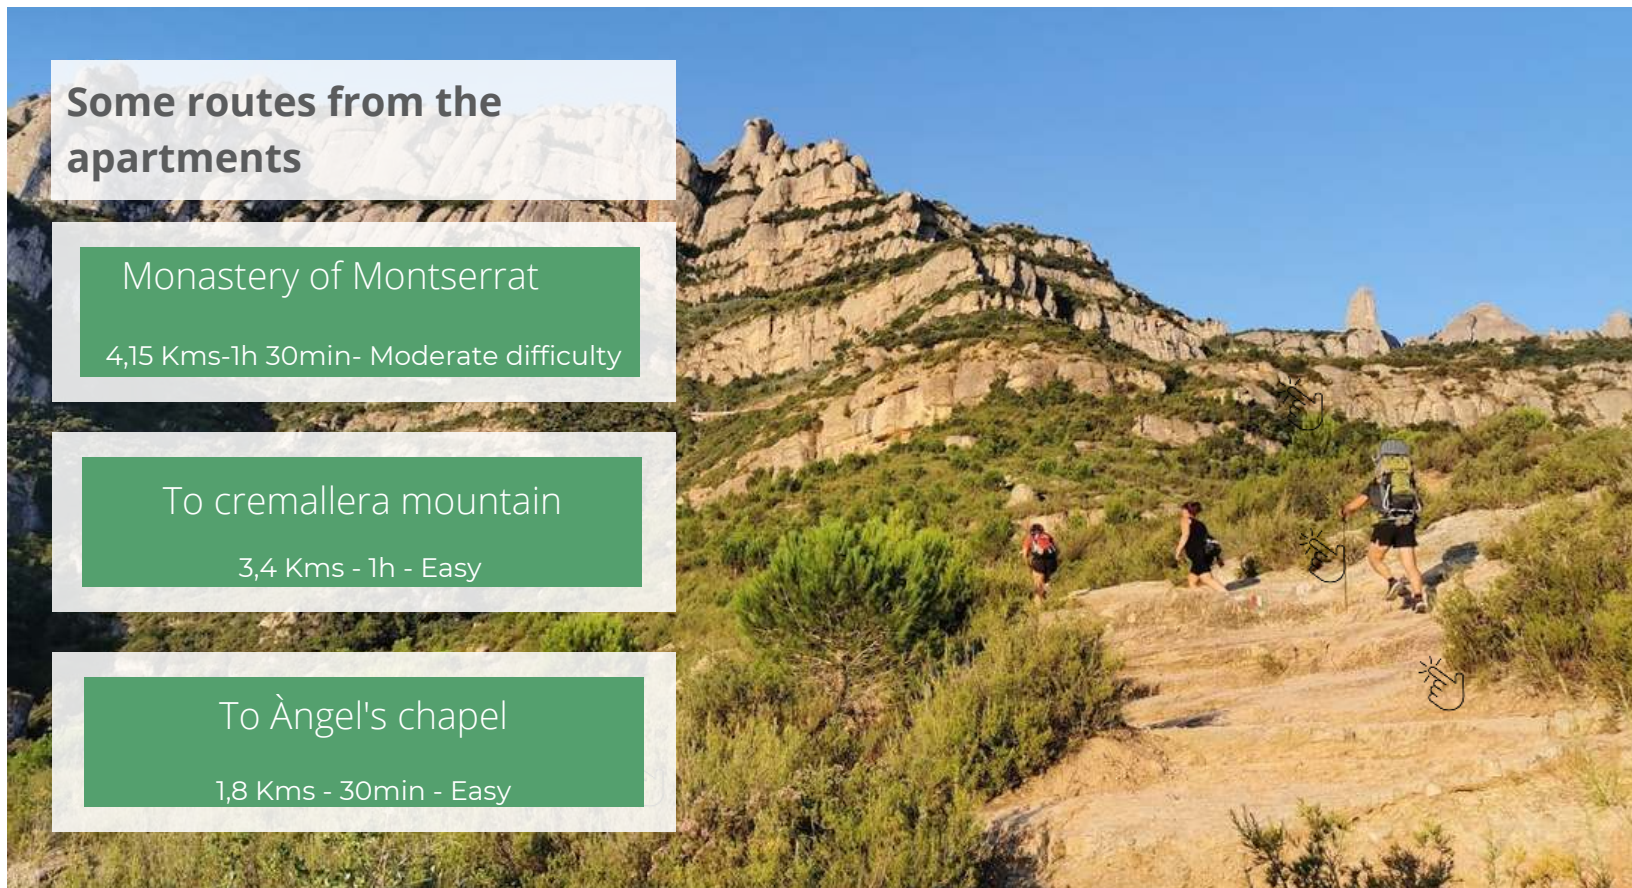 Some routes from the
apartments
Monastery of Montserrat
4,15 Kms-1h 30min- Moderate difficulty
To cremallera mountain
3,4 Kms - 1h - Easy
To Àngel's chapel
1,8 Kms - 30min - Easy